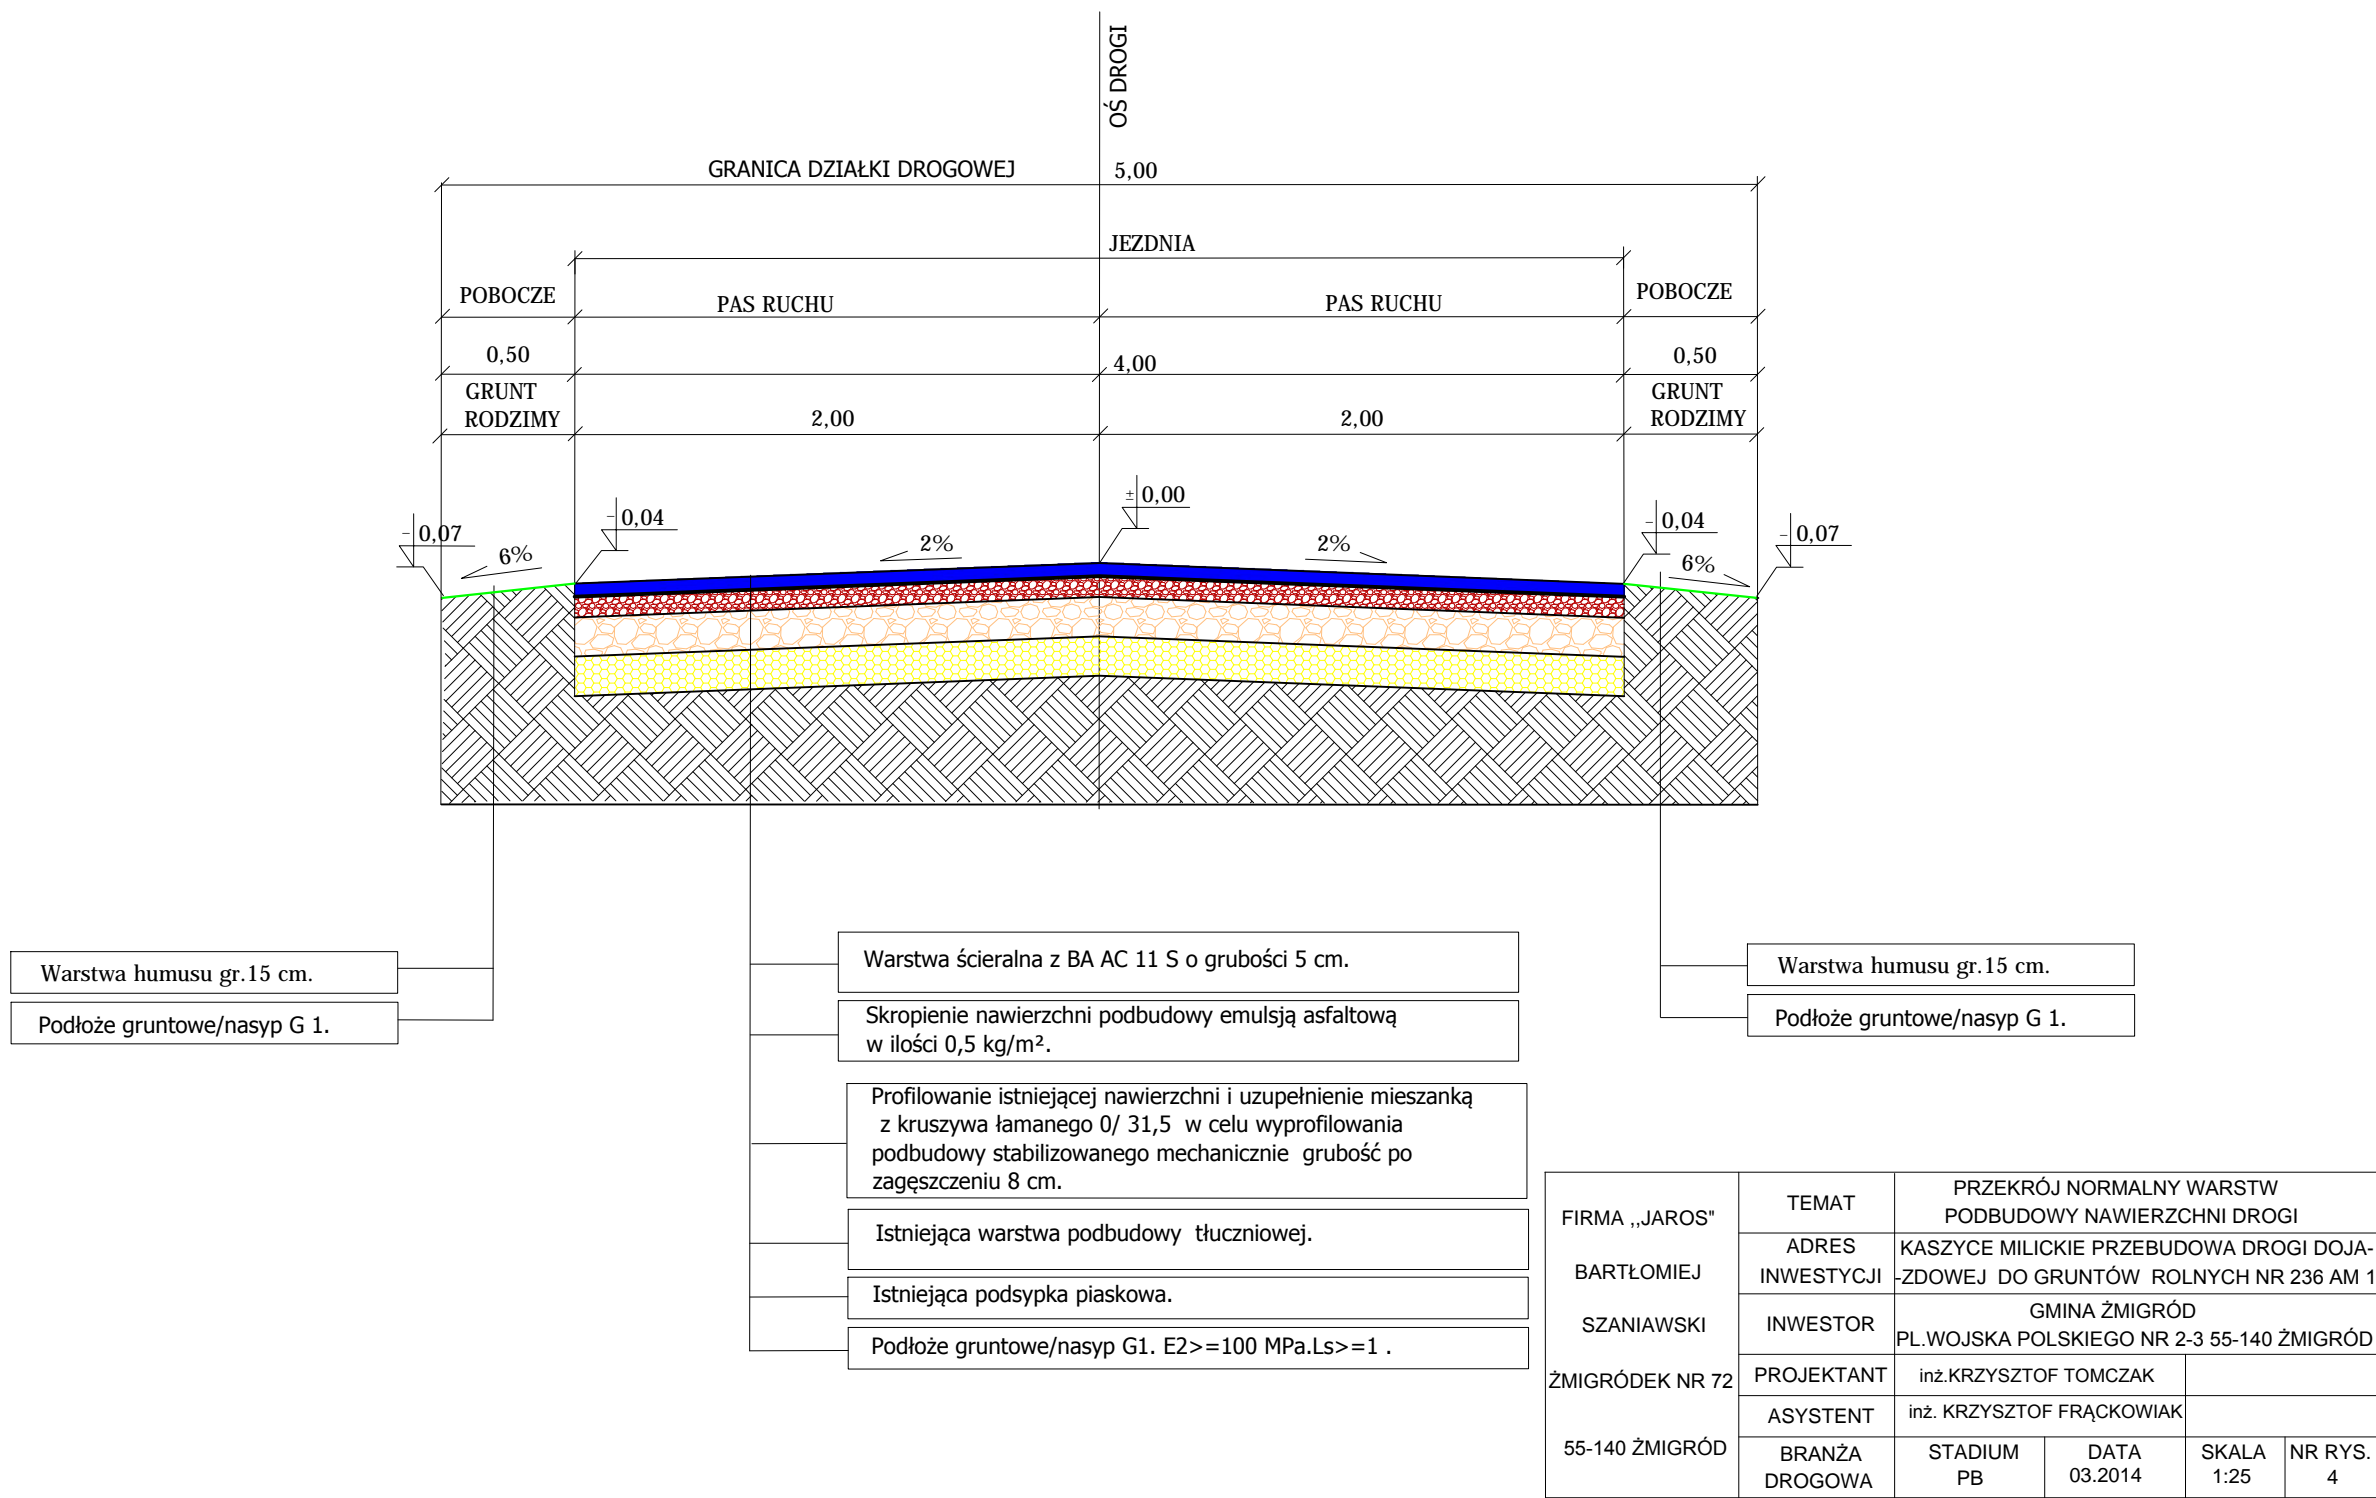 OŚ DROGI
GRANICA DZIAŁKI DROGOWEJ 5,00
JEZDNIA
POBOCZE PAS RUCHU PAS RUCHU POBOCZE
0,50 4,00 0,50
GRUNT
RODZIMY
2,00 2,00
GRUNT
RODZIMY
- 0,07 - 0,04 ± 0,00 - 0,04 - 0,07
6% 2% 2% 6%
Warstwa humusu gr.15 cm.
Podłoże gruntowe/nasyp G 1.
Warstwa ścieralna z BA AC 11 S o grubości 5 cm.
Skropienie nawierzchni podbudowy emulsją asfaltową
w ilości 0,5 kg/m².
Profilowanie istniejącej nawierzchni i uzupełnienie mieszanką
z kruszywa łamanego 0/ 31,5 w celu wyprofilowania
podbudowy stabilizowanego mechanicznie grubość po
zagęszczeniu 8 cm.
Istniejąca warstwa podbudowy tłuczniowej.
Istniejąca podsypka piaskowa.
Podłoże gruntowe/nasyp G1. E2>=100 MPa.Ls>=1 .
Warstwa humusu gr.15 cm.
Podłoże gruntowe/nasyp G 1.
FIRMA ,,JAROS"
BARTŁOMIEJ
SZANIAWSKI
ŻMIGRÓDEK NR 72
55-140 ŻMIGRÓD
TEMAT
PRZEKRÓJ NORMALNY WARSTW
PODBUDOWY NAWIERZCHNI DROGI
ADRES
INWESTYCJI
KASZYCE MILICKIE PRZEBUDOWA DROGI DOJA-
-ZDOWEJ DO GRUNTÓW ROLNYCH NR 236 AM 1
INWESTOR
GMINA ŻMIGRÓD
PL.WOJSKA POLSKIEGO NR 2-3 55-140 ŻMIGRÓD
PROJEKTANT inż.KRZYSZTOF TOMCZAK
ASYSTENT inż. KRZYSZTOF FRĄCKOWIAK
BRANŻA
DROGOWA
STADIUM
PB
DATA
03.2014
SKALA
1:25
NR RYS.
4